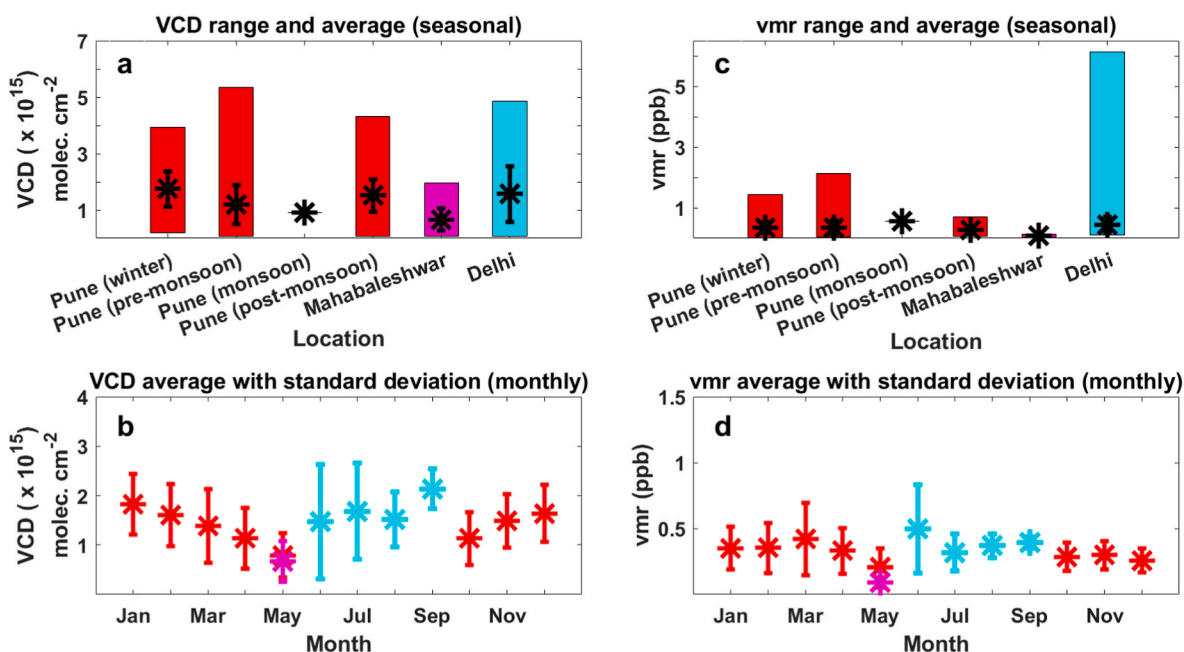 VCD range and average (seasonal)
a
7
5
3
1
VCD ( x 10^15)
molec. cm^-2
Pune (winter)
Pune (pre-monsoon)
Pune (monsoon)
Pune (post-monsoon)
Mahabaleshwar
Delhi
Location
vmr range and average (seasonal)
c
5
3
1
vmr (ppb)
Pune (winter)
Pune (pre-monsoon)
Pune (monsoon)
Pune (post-monsoon)
Mahabaleshwar
Delhi
Location
VCD average with standard deviation (monthly)
b
4
3
2
1
VCD ( x 10^15)
molec. cm^-2
Jan Mar May Jul Sep Nov
Month
vmr average with standard deviation (monthly)
d
1.5
1
0.5
0
vmr (ppb)
Jan Mar May Jul Sep Nov
Month